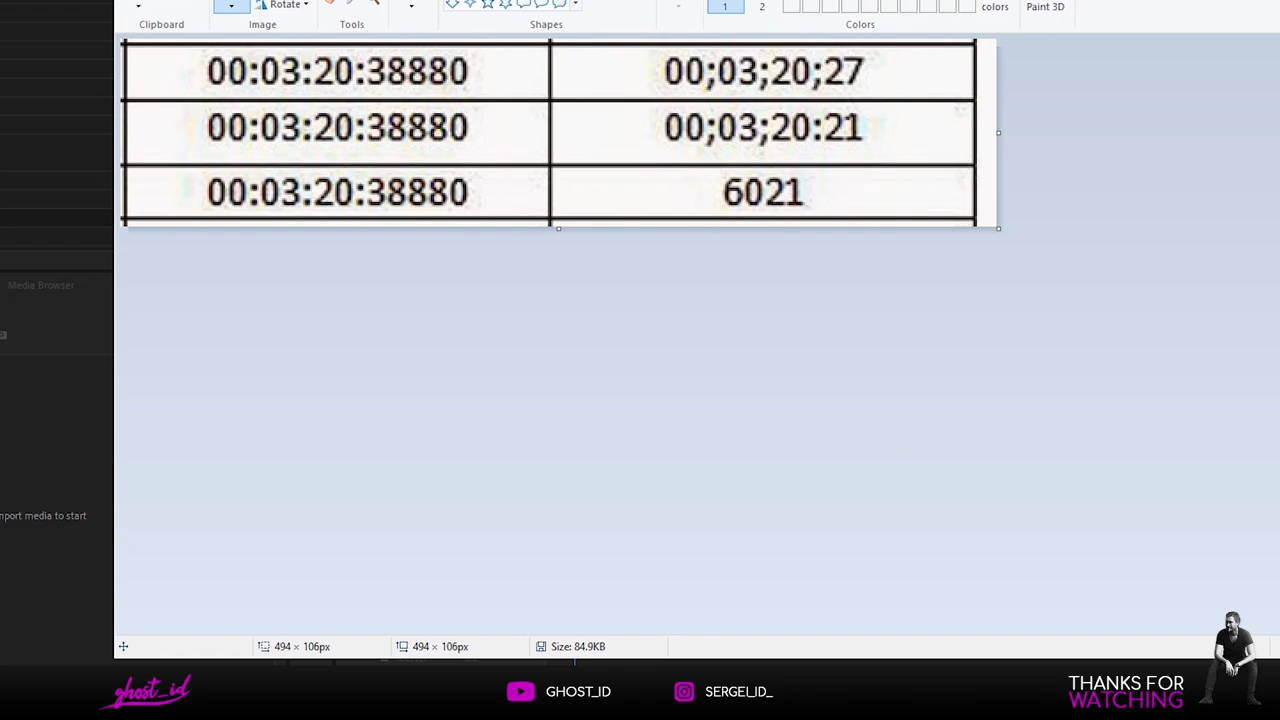 Rotate
1
2
colors
Paint 3D
Clipboard
Image
Tools
Shapes
Colors
00:03:20:38880 00;03;20;27
00:03:20:38880 00;03;20:21
00:03:20:38880 6021
Media Browser
mport media to start
494 × 106px
494 × 106px
Size: 84.9KB
ghost_id
GHOST_ID
SERGEI_ID_
THANKS FOR
WATCHING